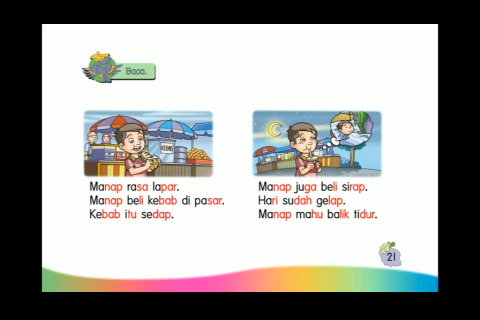 Baca.
KEBAB
Manap rasa lapar.
Manap beli kebab di pasar.
Kebab itu sedap.
Manap juga beli sirap.
Hari sudah gelap.
Manap mahu balik tidur.
21